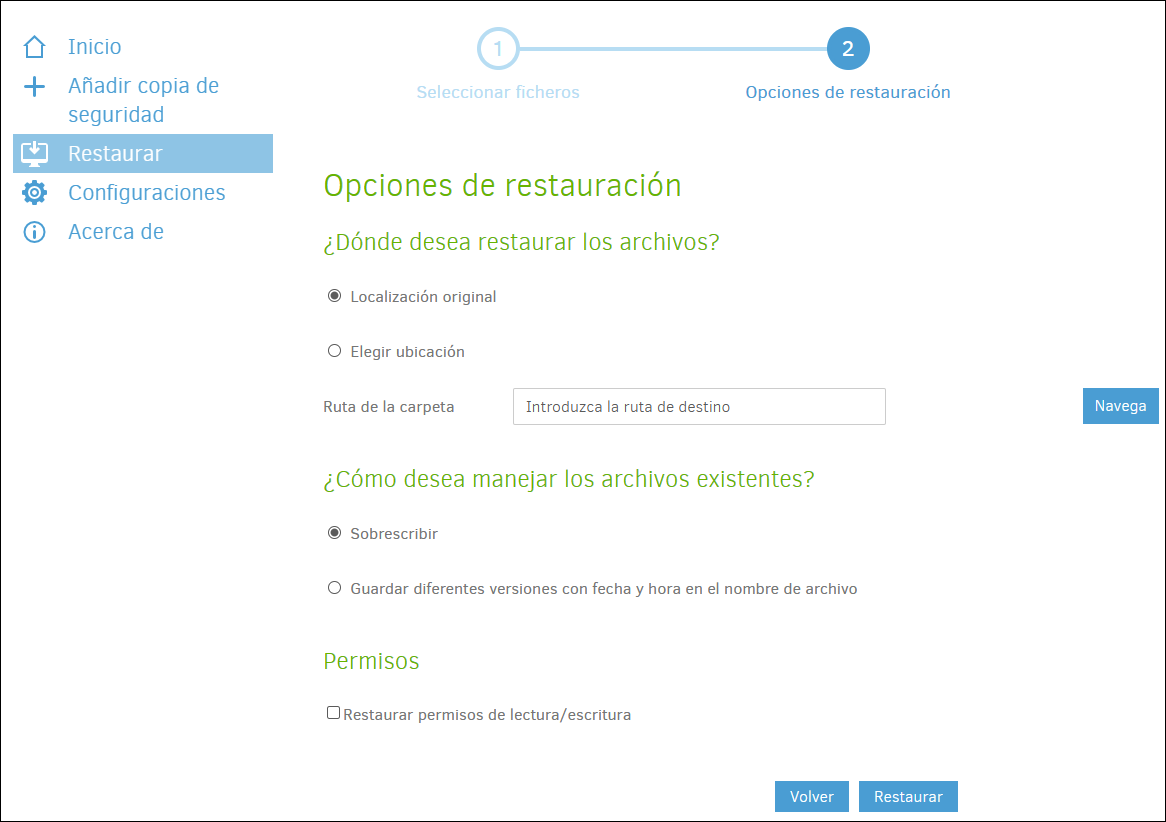 Inicio
Añadir copia de
seguridad
Restaurar
Configuraciones
Acerca de
1
2
Seleccionar ficheros
Opciones de restauración
Opciones de restauración
¿Dónde desea restaurar los archivos?
Localización original
Elegir ubicación
Ruta de la carpeta
Introduzca la ruta de destino
Navega
¿Cómo desea manejar los archivos existentes?
Sobrescribir
Guardar diferentes versiones con fecha y hora en el nombre de archivo
Permisos
Restaurar permisos de lectura/escritura
Volver
Restaurar